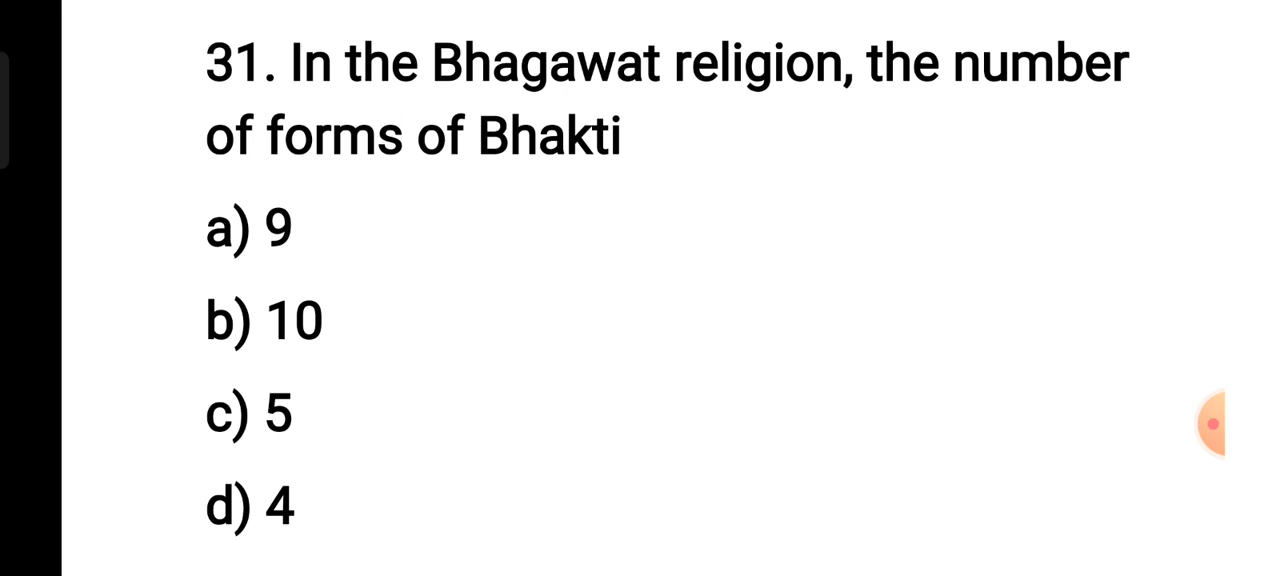 31. In the Bhagawat religion, the number
of forms of Bhakti
a) 9
b) 10
c) 5
d) 4